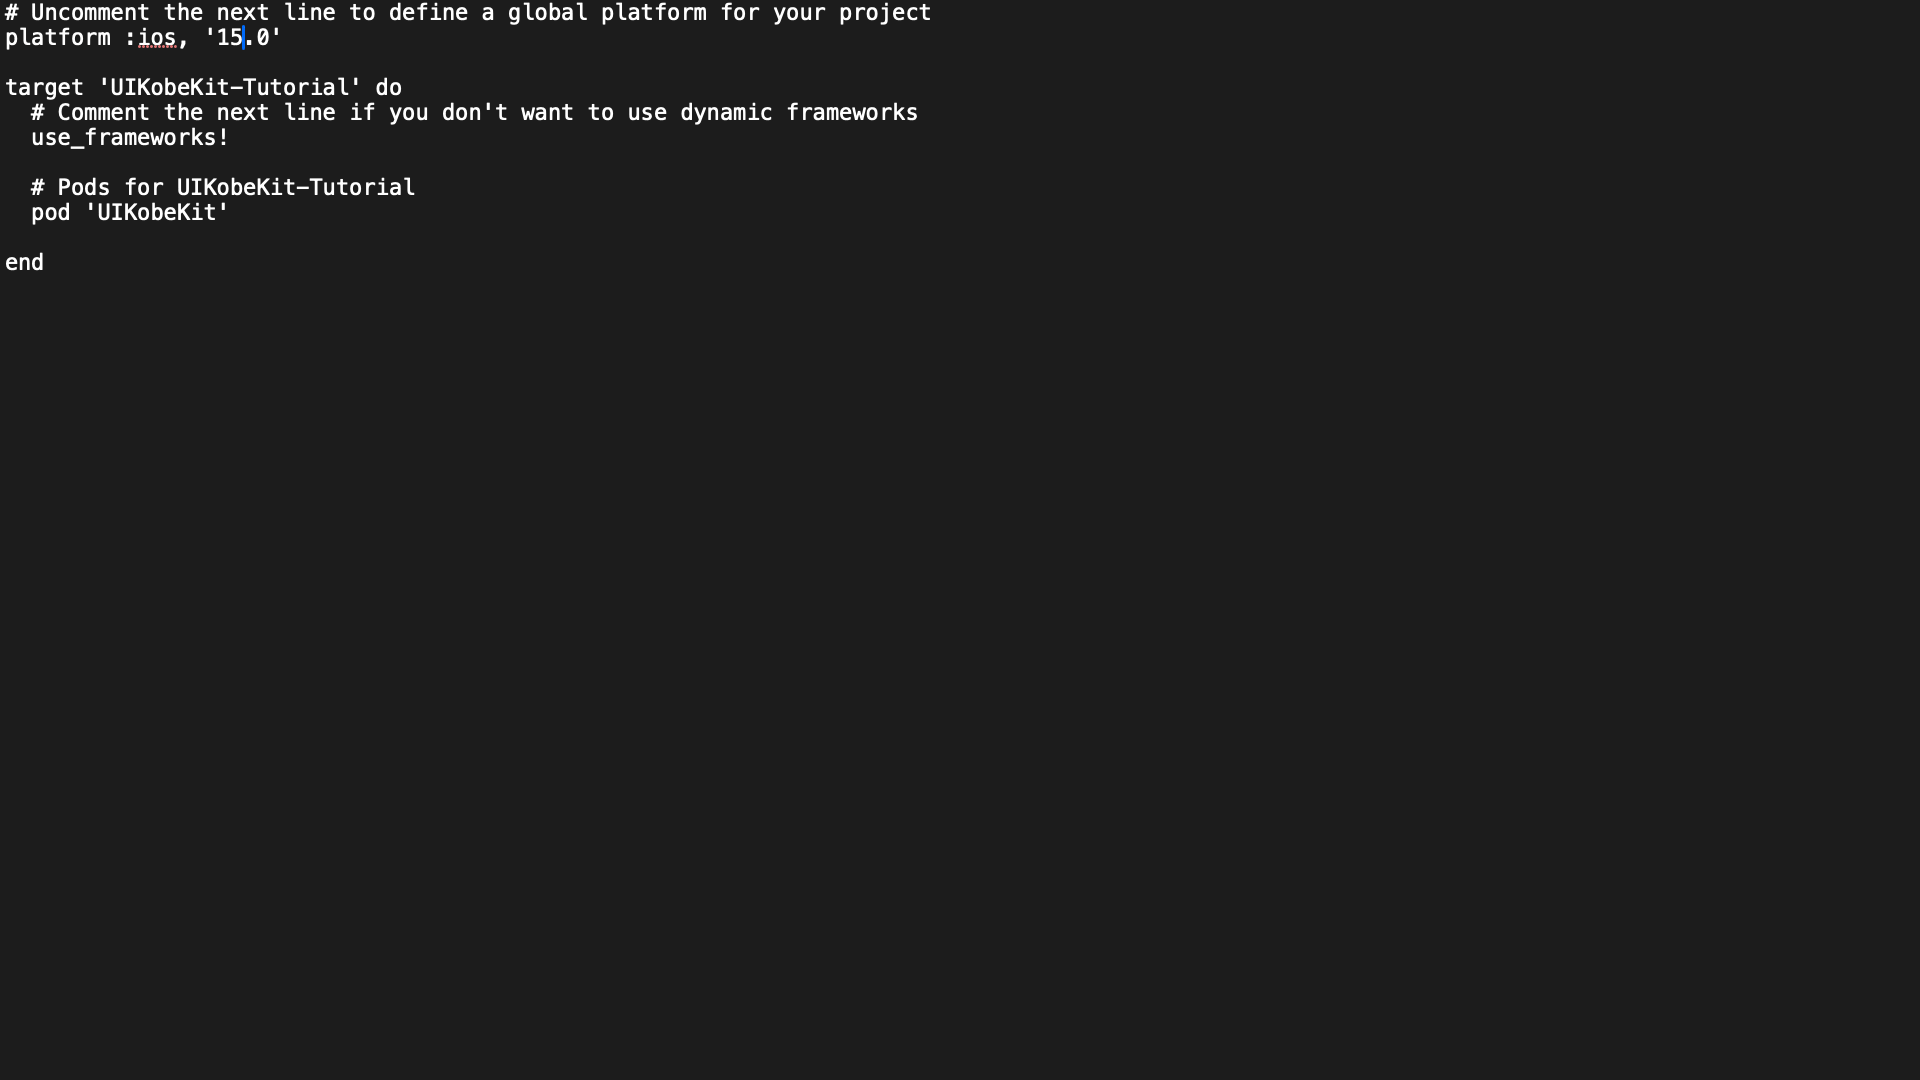 # Uncomment the next line to define a global platform for your project
platform :ios, '15.0'

target 'UIKobeKit-Tutorial' do
  # Comment the next line if you don't want to use dynamic frameworks
  use_frameworks!

  # Pods for UIKobeKit-Tutorial
  pod 'UIKobeKit'

end